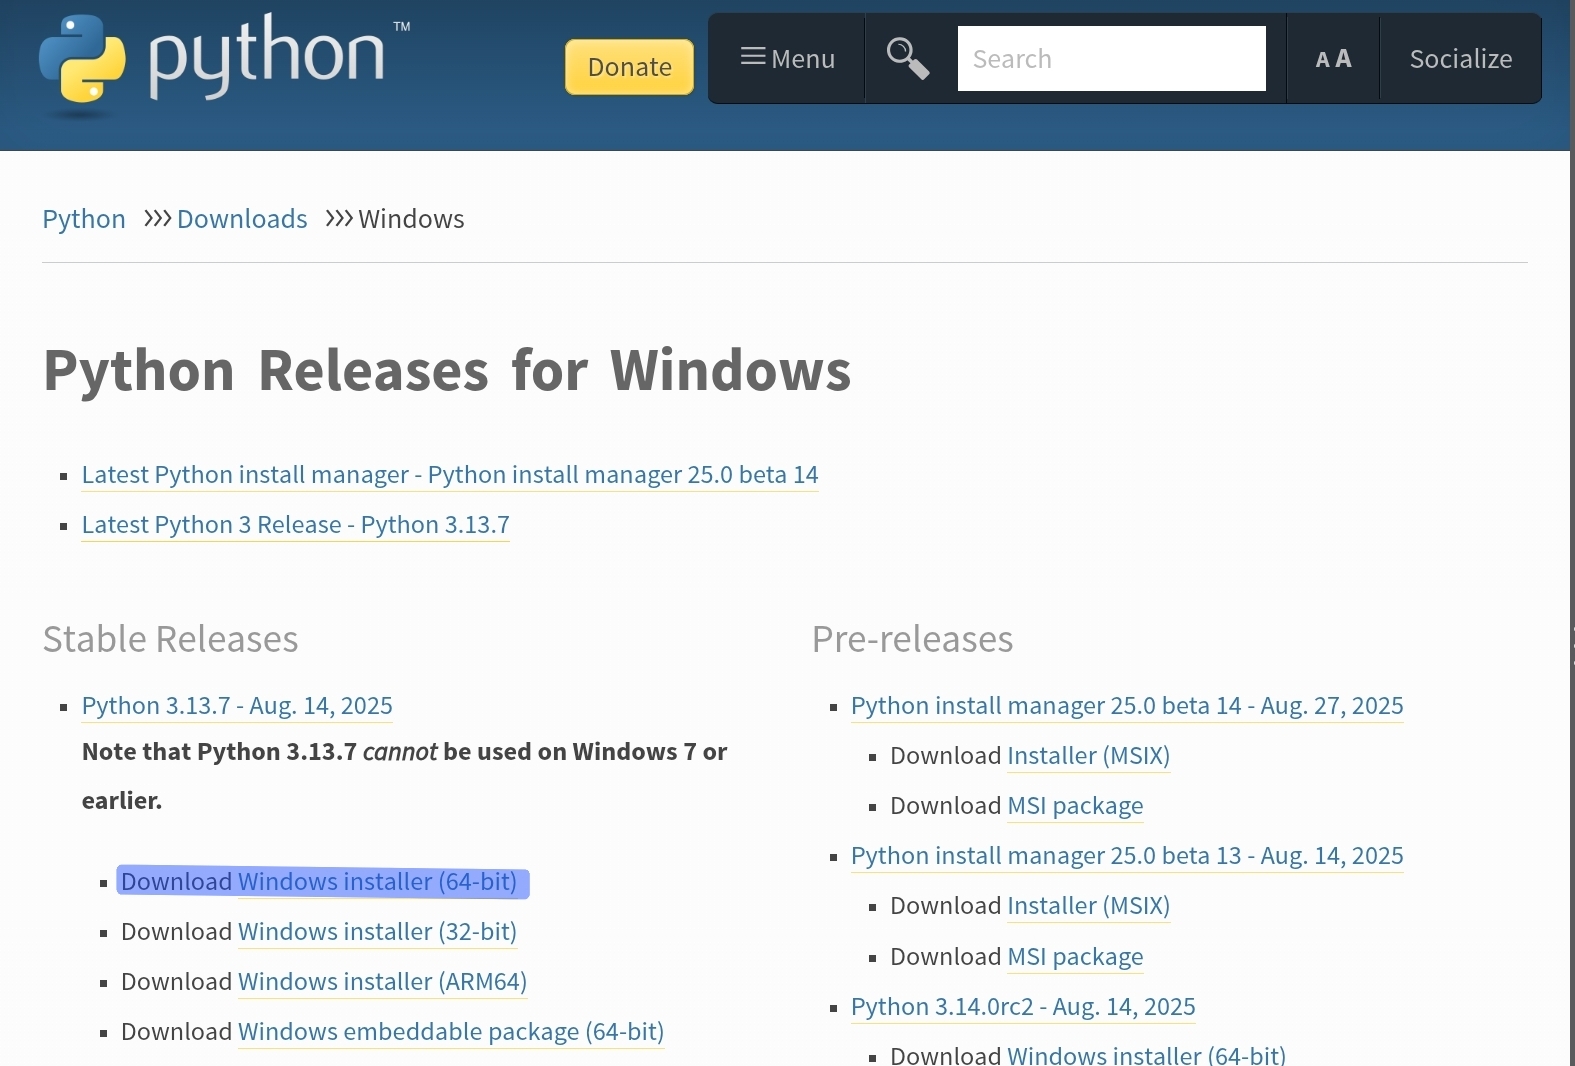 python™
Donate
Menu
Search
A A
Socialize
Python >>> Downloads >>> Windows
Python Releases for Windows
Latest Python install manager - Python install manager 25.0 beta 14
Latest Python 3 Release - Python 3.13.7
Stable Releases
Python 3.13.7 - Aug. 14, 2025
Note that Python 3.13.7 cannot be used on Windows 7 or
earlier.
Download Windows installer (64-bit)
Download Windows installer (32-bit)
Download Windows installer (ARM64)
Download Windows embeddable package (64-bit)
Pre-releases
Python install manager 25.0 beta 14 - Aug. 27, 2025
Download Installer (MSIX)
Download MSI package
Python install manager 25.0 beta 13 - Aug. 14, 2025
Download Installer (MSIX)
Download MSI package
Python 3.14.0rc2 - Aug. 14, 2025
Download Windows installer (64-bit)